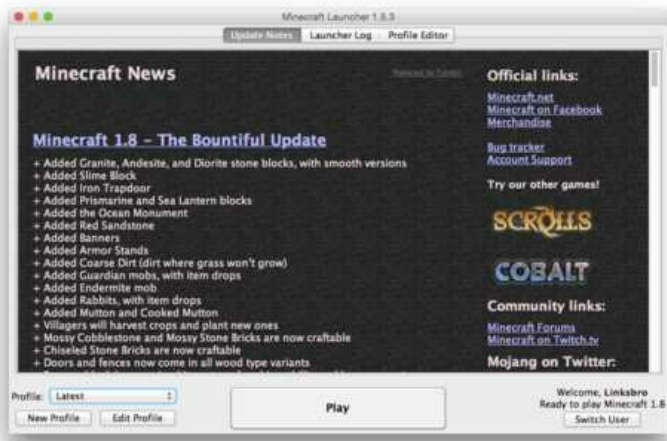 Minecraft Launcher 1.5.3
Update Notes
Launcher Log
Profile Editor
Minecraft News
Powered by Tumblr
Minecraft 1.8 – The Bountiful Update
+ Added Granite, Andesite, and Diorite stone blocks, with smooth versions
+ Added Slime Block
+ Added Iron Trapdoor
+ Added Prismarine and Sea Lantern blocks
+ Added the Ocean Monument
+ Added Red Sandstone
+ Added Banners
+ Added Armor Stands
+ Added Coarse Dirt (dirt where grass won't grow)
+ Added Guardian mobs, with item drops
+ Added Endermite mob
+ Added Rabbits, with item drops
+ Added Mutton and Cooked Mutton
+ Villagers will harvest crops and plant new ones
+ Mossy Cobblestone and Mossy Stone Bricks are now craftable
+ Chiseled Stone Bricks are now craftable
+ Doors and fences now come in all wood type variants
Official links:
Minecraft.net
Minecraft on Facebook
Merchandise
Bug tracker
Account Support
Try our other games!
SCROLLS
COBALT
Community links:
Minecraft Forums
Minecraft on Twitch.tv
Mojang on Twitter:
Profile: Latest
New Profile
Edit Profile
Play
Welcome, Linksbro
Ready to play Minecraft 1.8
Switch User